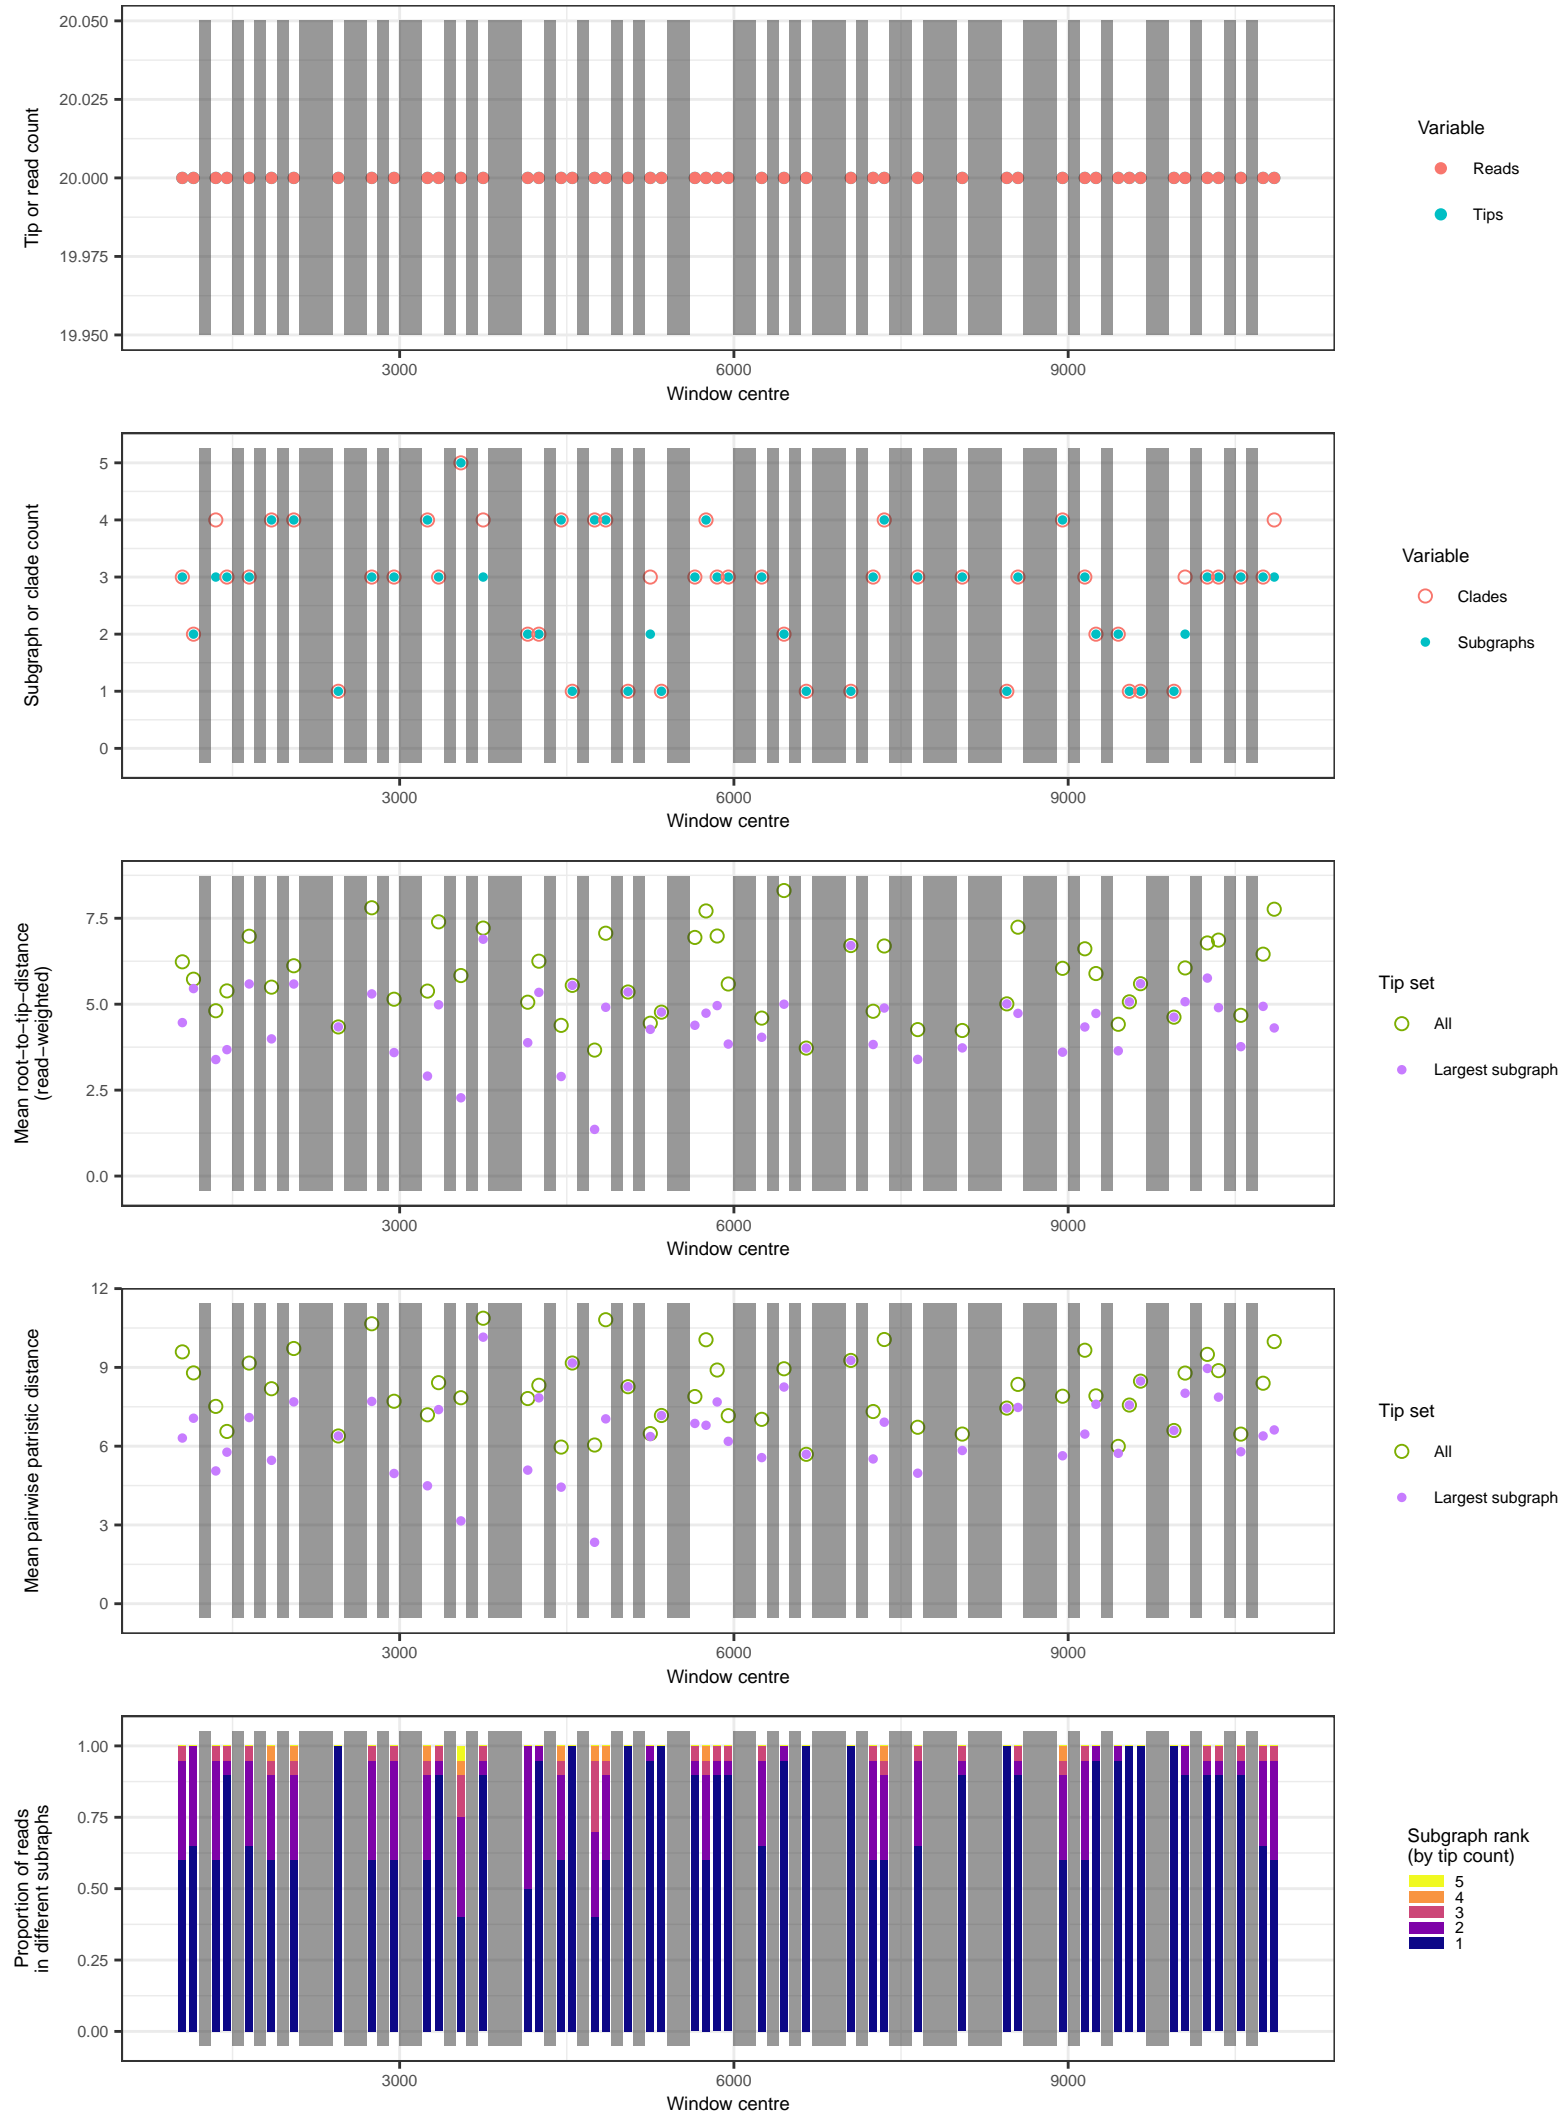 20.050
20.025
20.000
19.975
19.950
Tip or read count
3000
6000
9000
Window centre
Variable
Reads
Tips
5
4
3
2
1
0
Subgraph or clade count
3000
6000
9000
Window centre
Variable
Clades
Subgraphs
7.5
5.0
2.5
0.0
Mean root−to−tip−distance
(read−weighted)
3000
6000
9000
Window centre
Tip set
All
Largest subgraph
12
9
6
3
0
Mean pairwise patristic distance
3000
6000
9000
Window centre
Tip set
All
Largest subgraph
1.00
0.75
0.50
0.25
0.00
Proportion of reads
in different subraphs
3000
6000
9000
Window centre
Subgraph rank
(by tip count)
5
4
3
2
1